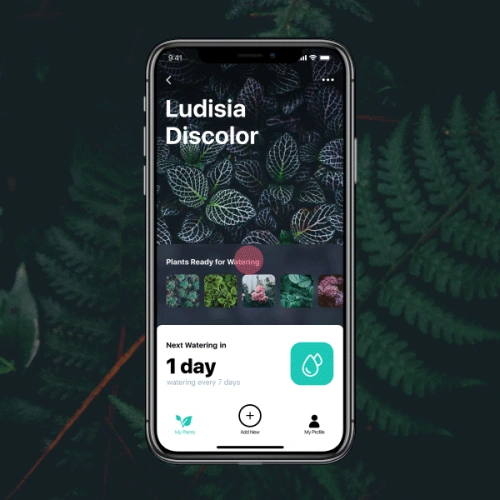 9:41
Ludisia
Discolor
Plants Ready for Watering
Next Watering in
1 day
watering every 7 days
My Plants
Add New
My Profile